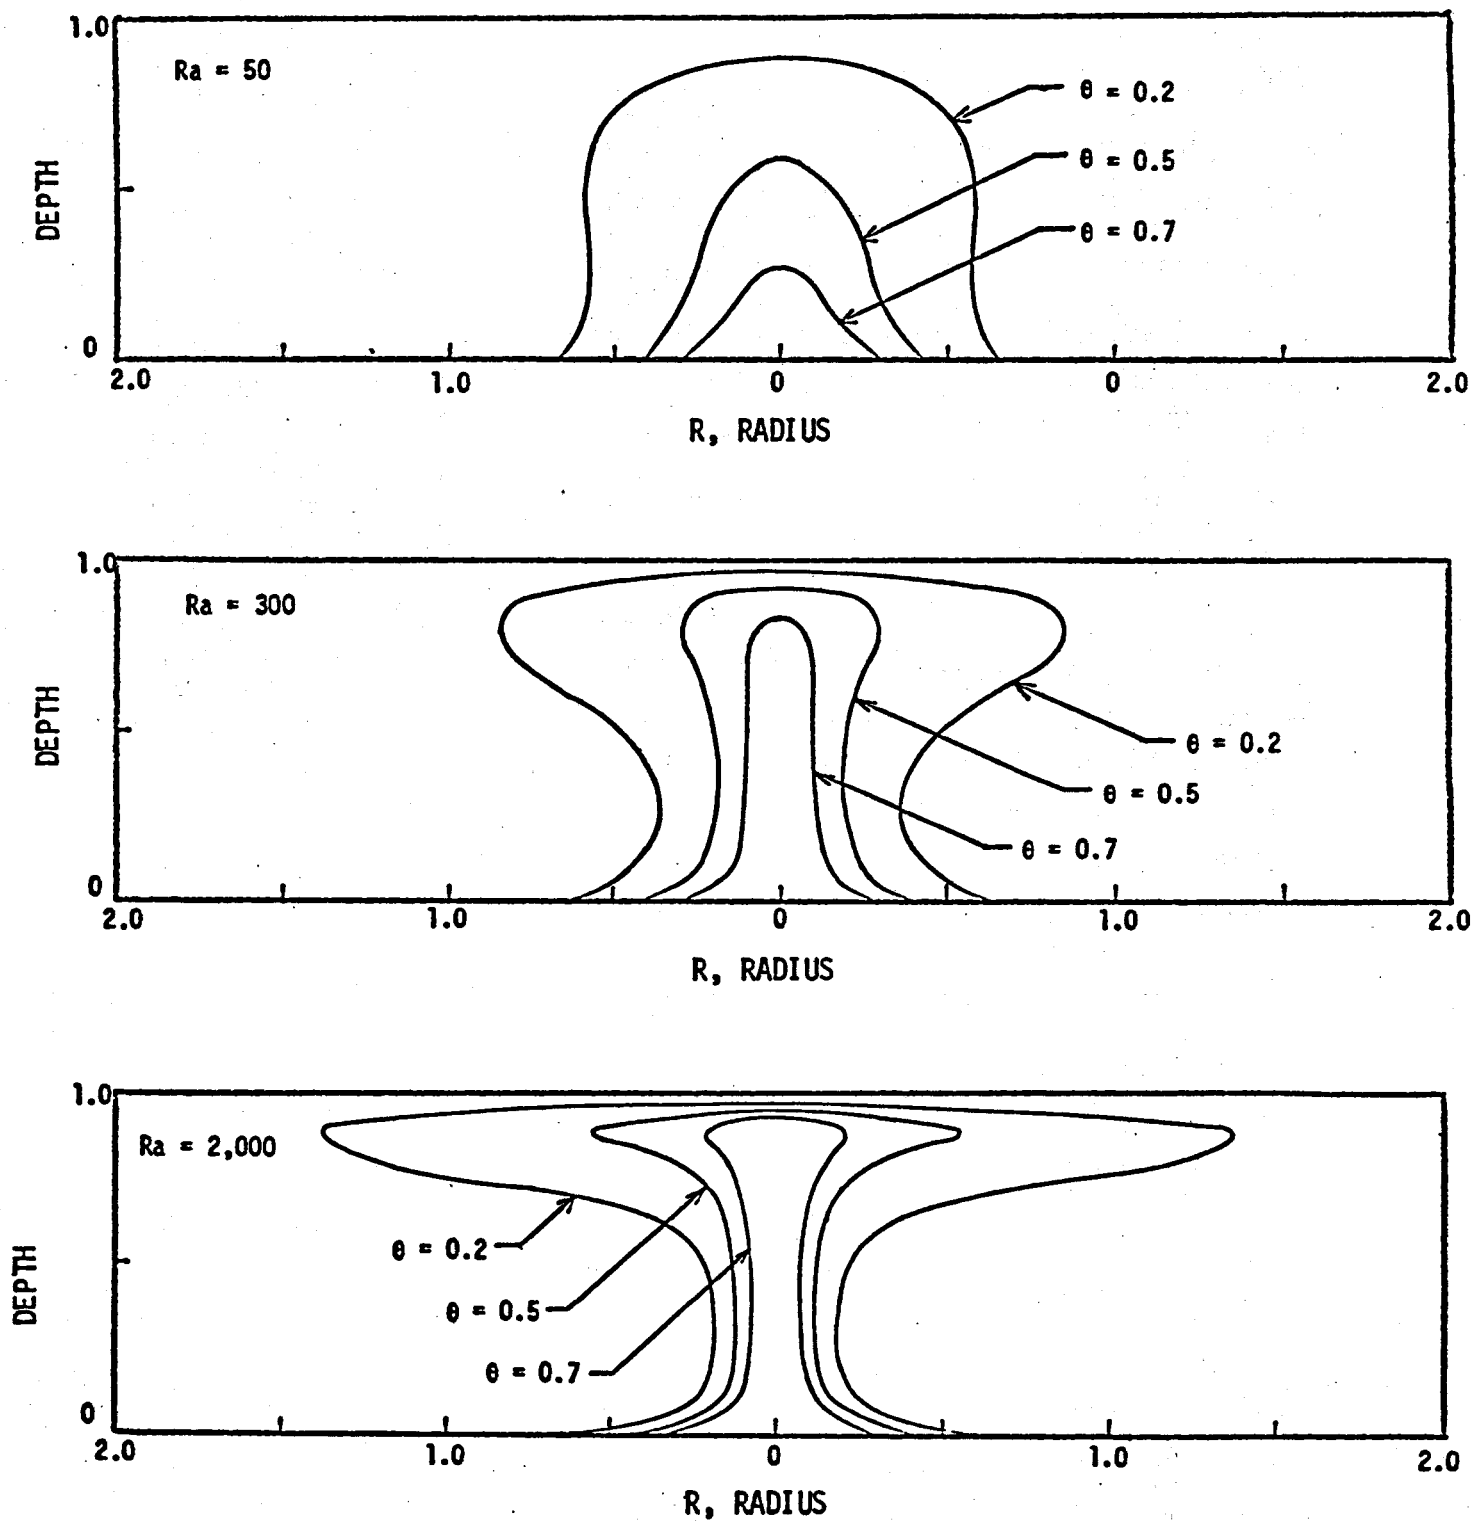 1.0
Ra = 50
θ = 0.2
θ = 0.5
θ = 0.7
DEPTH
0
2.0 1.0 0 0 2.0
R, RADIUS
1.0
Ra = 300
DEPTH
θ = 0.2
θ = 0.5
θ = 0.7
0
2.0 1.0 0 1.0 2.0
R, RADIUS
1.0
Ra = 2,000
θ = 0.2
DEPTH
θ = 0.5
θ = 0.7
0
2.0 1.0 0 1.0 2.0
R, RADIUS